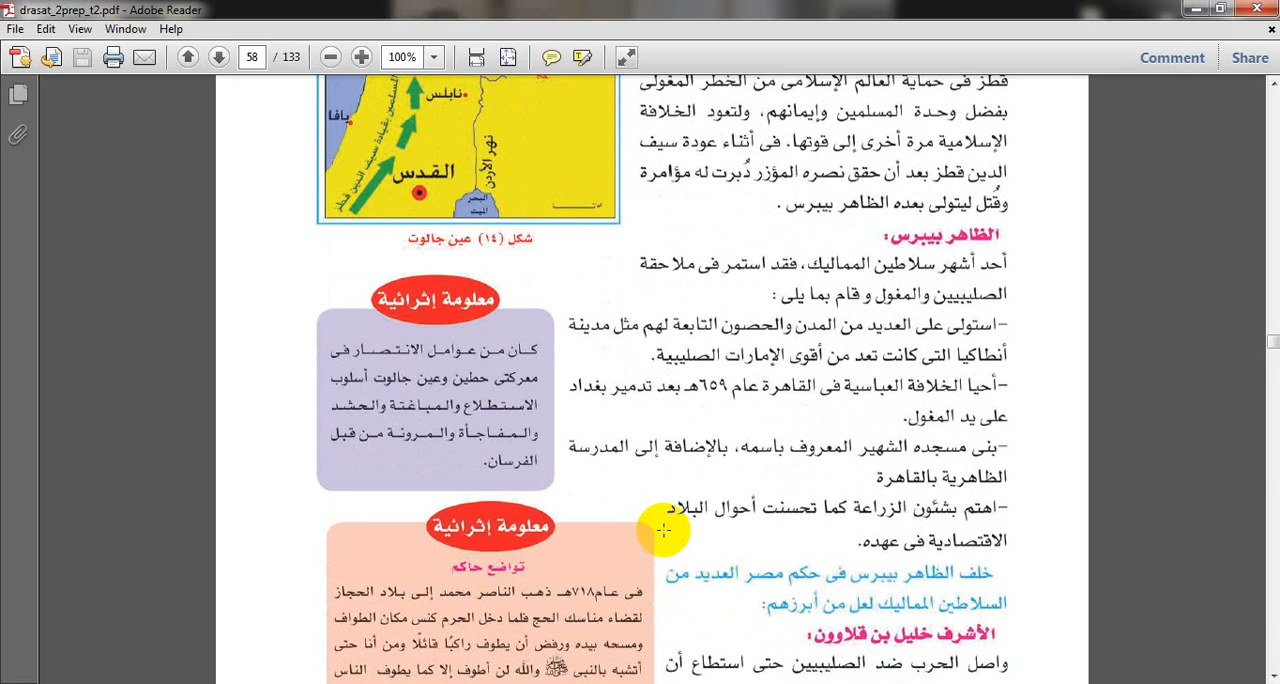 drasat_2prep_t2.pdf - Adobe Reader
File Edit View Window Help
58 / 133
100%
Comment
Share
قطز فى حماية العالم الإسلامى من الخطر المغولى
بفضل وحدة المسلمين وإيمانهم، ولتعود الخلافة
الإسلامية مرة أخرى إلى قوتها. فى أثناء عودة سيف
الدين قطز بعد أن حقق نصره المؤزر دُبرت له مؤامرة
وقُتل ليتولى بعده الظاهر بيبرس .
الظاهر بيبرس:
أحد أشهر سلاطين المماليك، فقد استمر فى ملاحقة
الصليبيين والمغول و قام بما يلى :
-استولى على العديد من المدن والحصون التابعة لهم مثل مدينة
أنطاكيا التى كانت تعد من أقوى الإمارات الصليبية.
-أحيا الخلافة العباسية فى القاهرة عام ٦٥٩هـ بعد تدمير بغداد
على يد المغول.
-بنى مسجده الشهير المعروف باسمه، بالإضافة إلى المدرسة
الظاهرية بالقاهرة
-اهتم بشئون الزراعة كما تحسنت أحوال البلاد
الاقتصادية فى عهده.
خلف الظاهر بيبرس فى حكم مصر العديد من
السلاطين المماليك لعل من أبرزهم:
الأشرف خليل بن قلاوون:
واصل الحرب ضد الصليبيين حتى استطاع أن
نابلس
يافا
المسلمين بقيادة سيف الدين قطز
نهر الأردن
القدس
البحر
الميت
شكل (١٤) عين جالوت
معلومة إثرائية
كان من عوامل الانتصار فى
معركتى حطين وعين جالوت أسلوب
الاستطلاع والمباغتة والحشد
والمفاجأة والمرونة من قبل
الفرسان.
معلومة إثرائية
تواضع حاكم
فى عام ٧١٨هـ ذهب الناصر محمد إلى بلاد الحجاز
لقضاء مناسك الحج فلما دخل الحرم كنس مكان الطواف
ومسحه بيده ورفض أن يطوف راكبًا قائلًا ومن أنا حتى
أتشبه بالنبى ﷺ والله لن أطوف إلا كما يطوف الناس